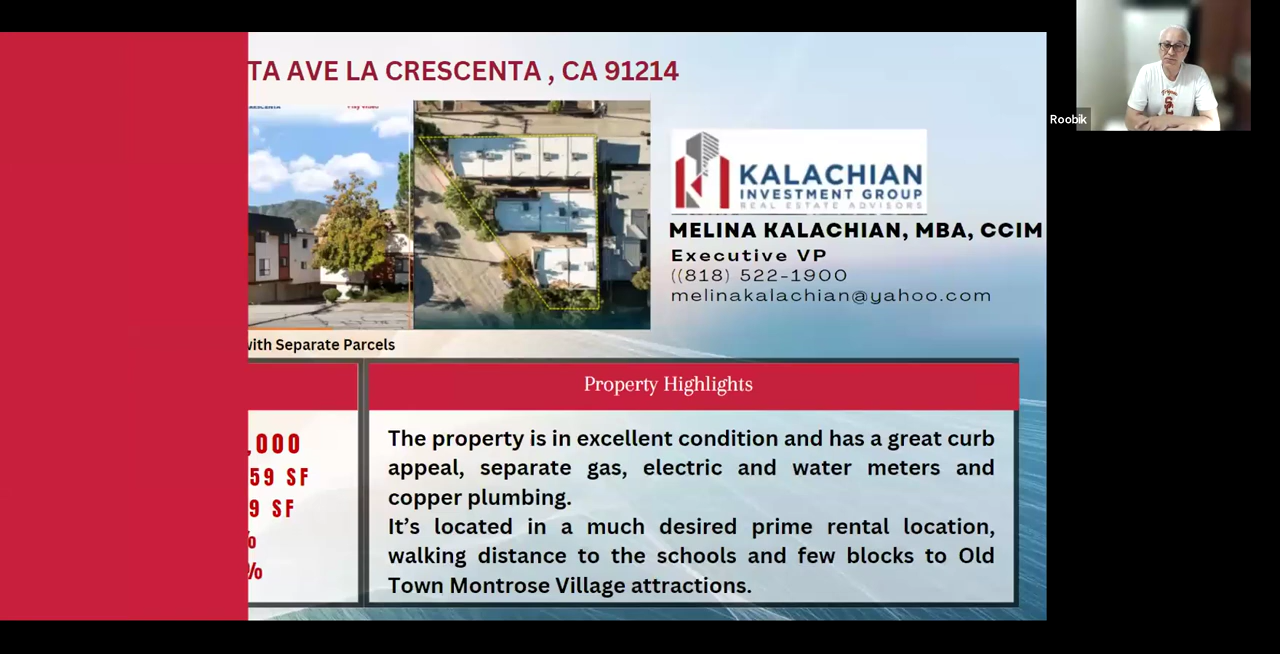 TA AVE LA CRESCENTA , CA 91214
Roobik
KALACHIAN
INVESTMENT GROUP
REAL ESTATE ADVISORS
MELINA KALACHIAN, MBA, CCIM
Executive VP
((818) 522-1900
melinakalachian@yahoo.com
with Separate Parcels
,000
59 SF
9 SF
%
%
Property Highlights
The property is in excellent condition and has a great curb
appeal, separate gas, electric and water meters and
copper plumbing.
It's located in a much desired prime rental location,
walking distance to the schools and few blocks to Old
Town Montrose Village attractions.